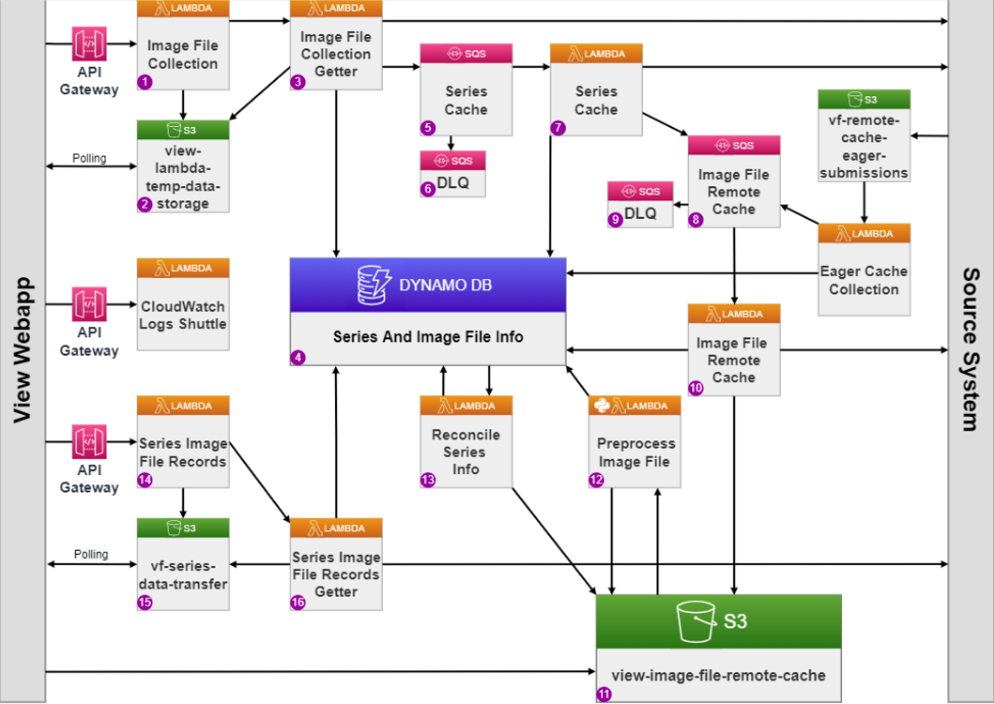 LAMBDA
Image File
Collection
1
LAMBDA
Image File
Collection
Getter
3
API
Gateway
SQS
Series
Cache
5
LAMBDA
Series
Cache
7
S3
vf-remote-
cache-
eager-
submissions
S3
view-
lambda-
temp-data-
storage
2
Polling
SQS
DLQ
6
SQS
Image File
Remote
Cache
8
SQS
DLQ
9
LAMBDA
Eager Cache
Collection
View Webapp
Source System
LAMBDA
CloudWatch
Logs Shuttle
API
Gateway
DYNAMO DB
Series And Image File Info
4
LAMBDA
Image File
Remote
Cache
10
LAMBDA
Series Image
File Records
14
API
Gateway
LAMBDA
Reconcile
Series
Info
13
LAMBDA
Preprocess
Image File
12
S3
vf-series-
data-transfer
15
Polling
LAMBDA
Series Image
File Records
Getter
16
S3
view-image-file-remote-cache
11